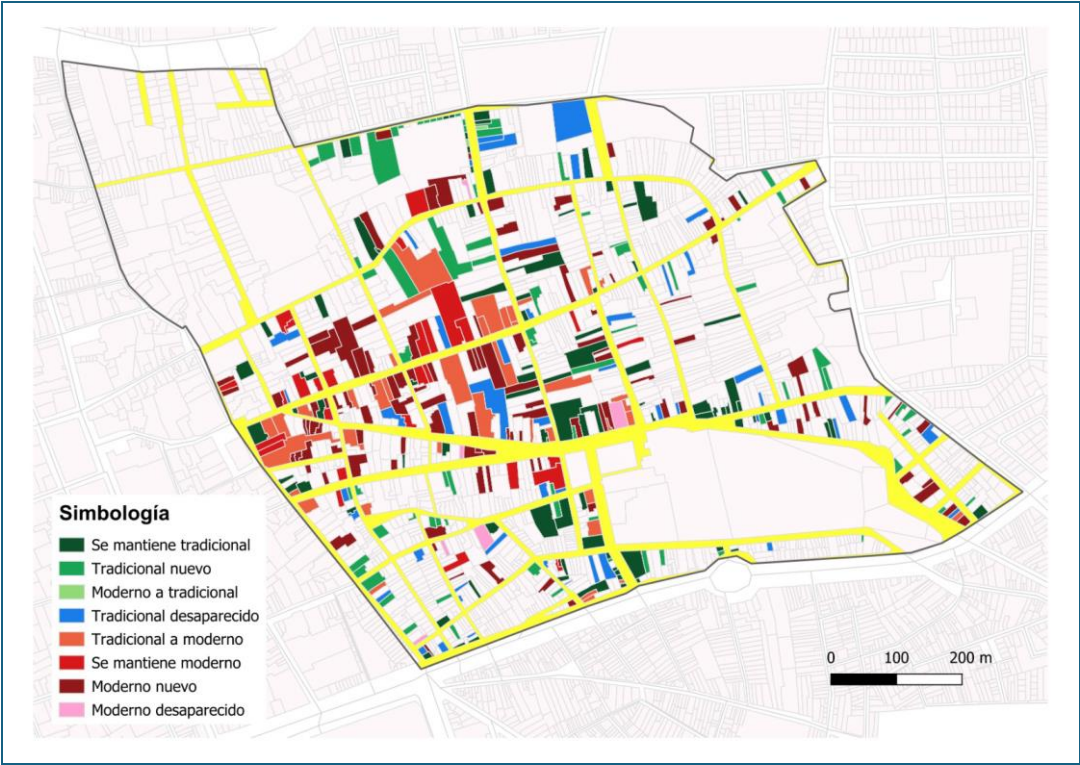 Simbología
Se mantiene tradicional
Tradicional nuevo
Moderno a tradicional
Tradicional desaparecido
Tradicional a moderno
Se mantiene moderno
Moderno nuevo
Moderno desaparecido
0 100 200 m